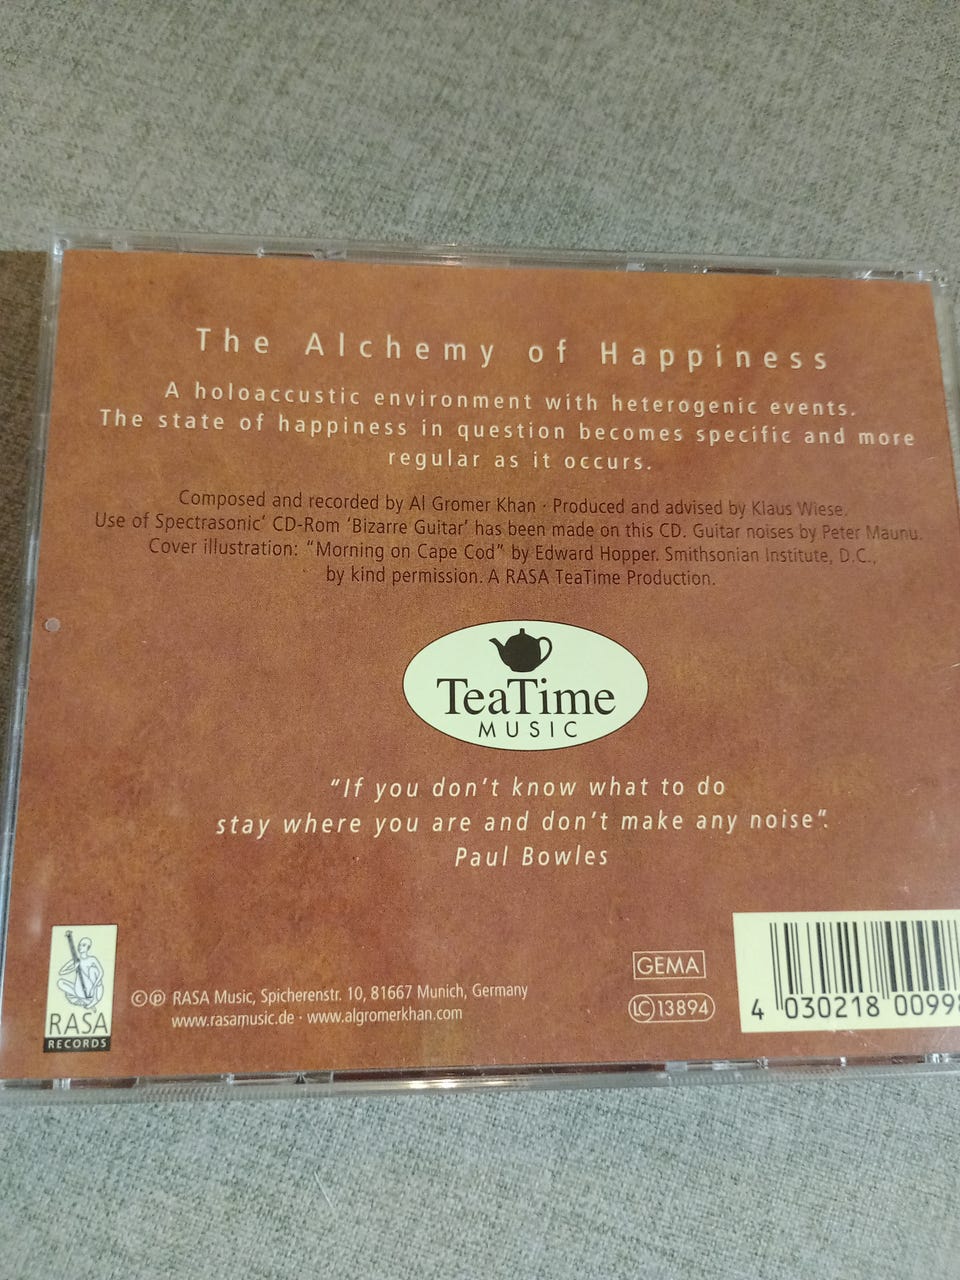 The Alchemy of Happiness
A holoaccustic environment with heterogenic events.
The state of happiness in question becomes specific and more
regular as it occurs.
Composed and recorded by Al Gromer Khan · Produced and advised by Klaus Wiese.
Use of Spectrasonic' CD-Rom 'Bizarre Guitar' has been made on this CD. Guitar noises by Peter Maunu.
Cover illustration: "Morning on Cape Cod" by Edward Hopper. Smithsonian Institute, D.C.,
by kind permission. A RASA TeaTime Production.
TeaTime
MUSIC
"If you don't know what to do
stay where you are and don't make any noise".
Paul Bowles
RASA
RECORDS
©℗ RASA Music, Spicherenstr. 10, 81667 Munich, Germany
www.rasamusic.de · www.algromerkhan.com
GEMA
LC 13894
4 030218 00998